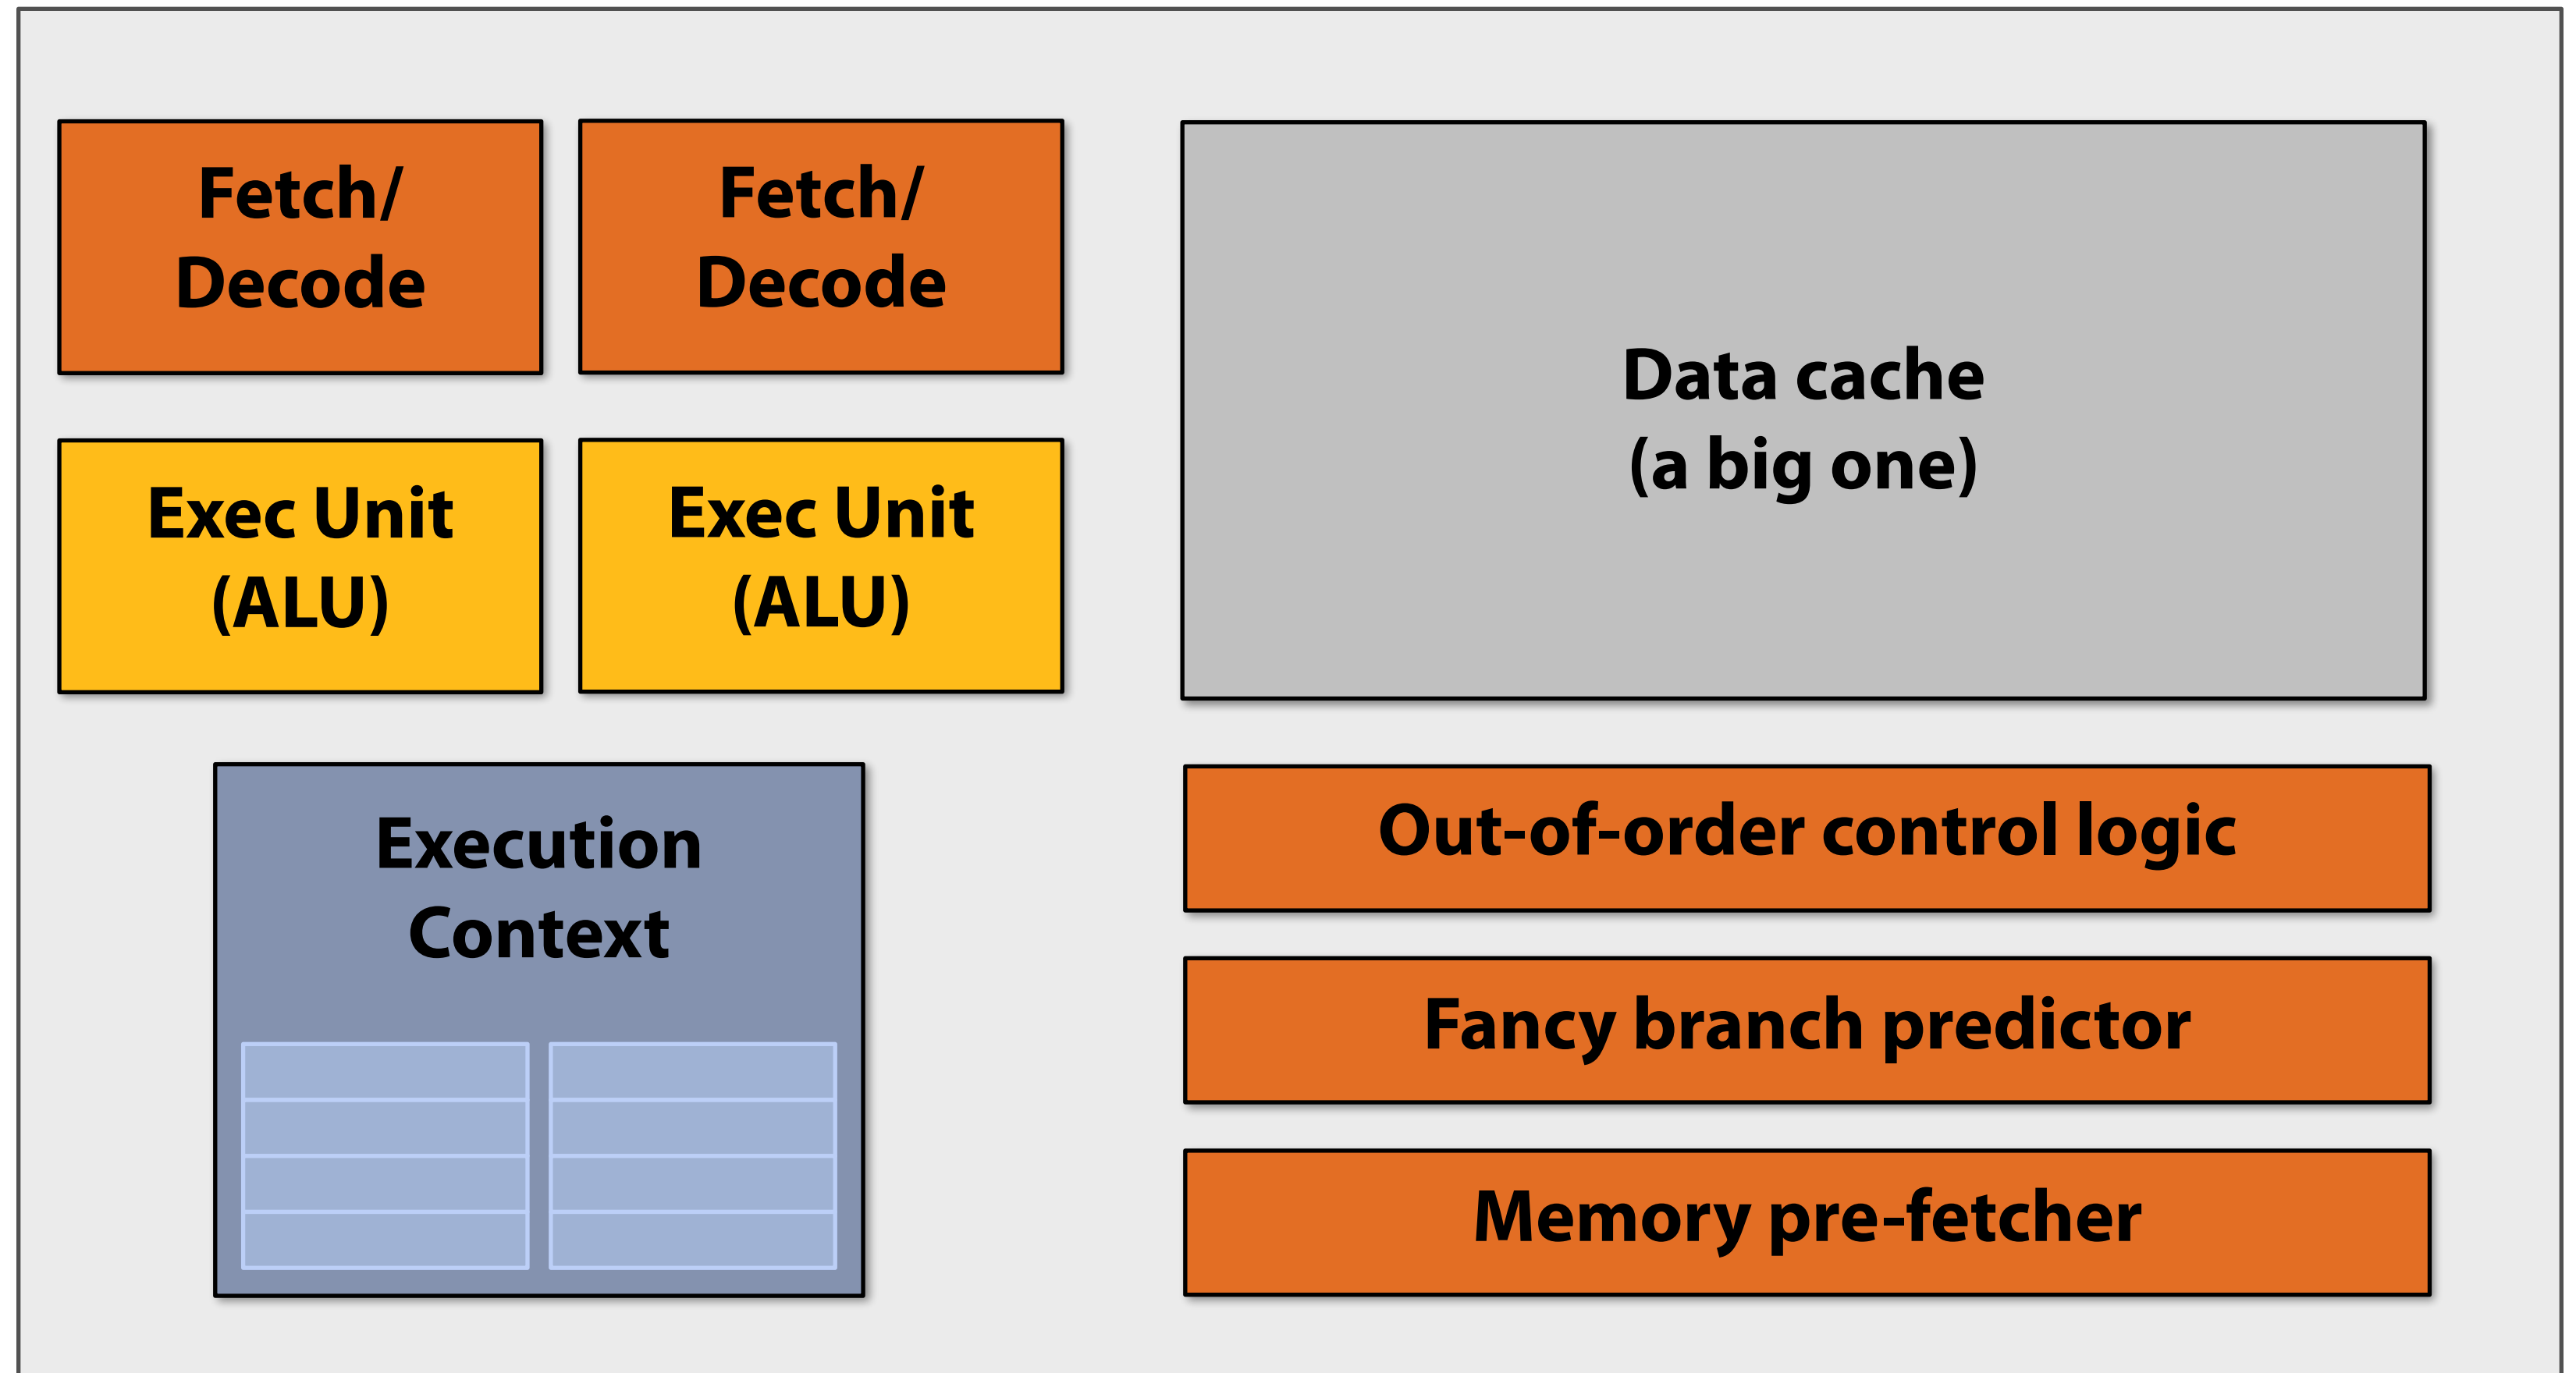 Fetch/
Decode
Fetch/
Decode
Exec Unit
(ALU)
Exec Unit
(ALU)
Execution
Context
Data cache
(a big one)
Out-of-order control logic
Fancy branch predictor
Memory pre-fetcher